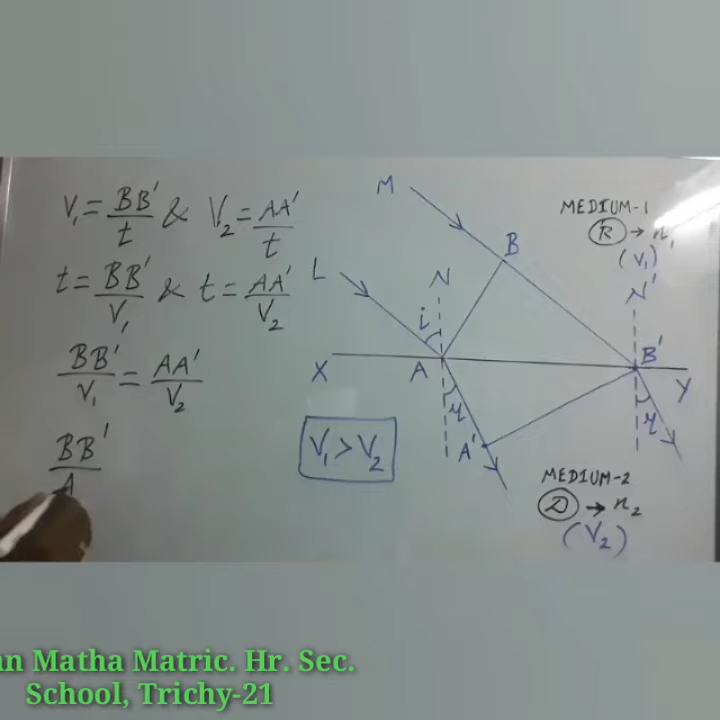 V₁ = BB'/t & V₂ = AA'/t
t = BB'/V₁ & t = AA'/V₂
BB'/V₁ = AA'/V₂
BB'/A
M
B
L
N
i
X
A
r
A'
V₁ > V₂
MEDIUM-1
R → n₁
(V₁)
N'
B'
Y
r
MEDIUM-2
D → n₂
(V₂)
Matha Matric. Hr. Sec.
School, Trichy-21